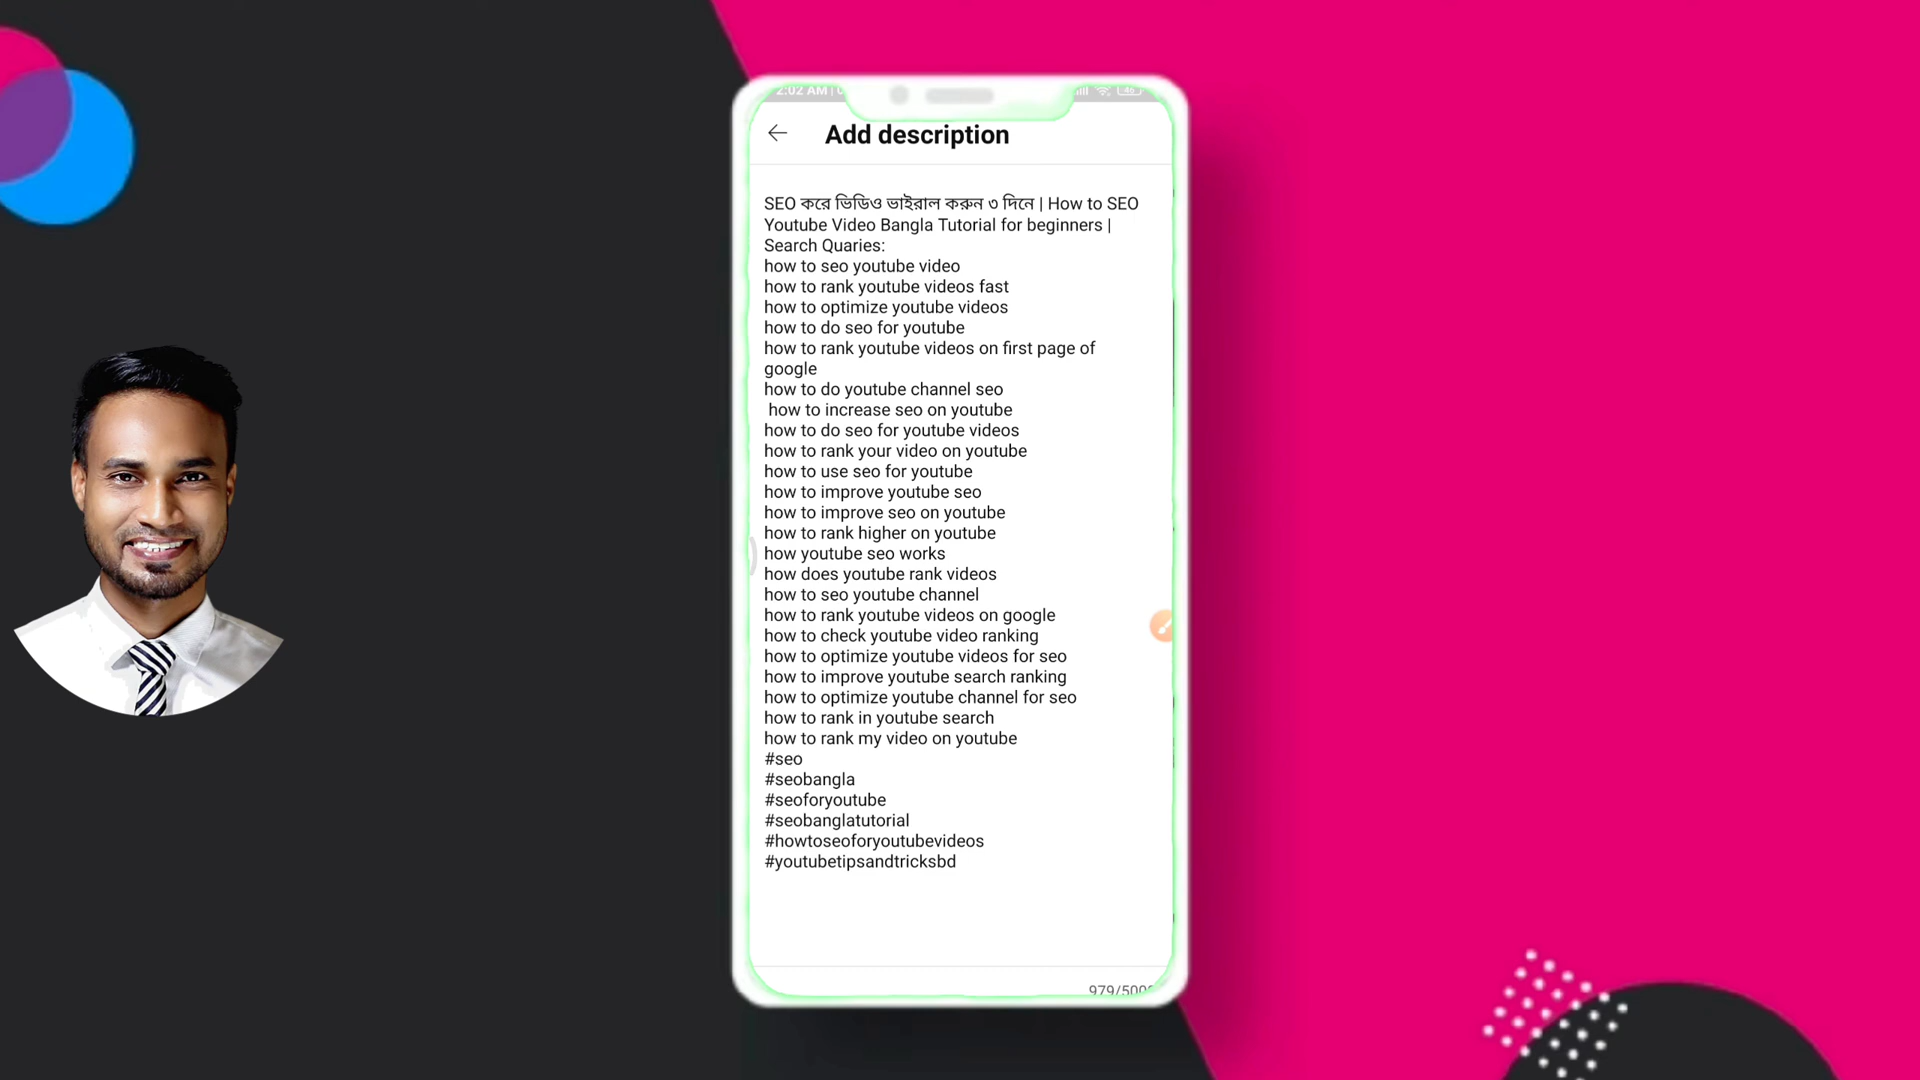 2:02 AM
Add description
SEO করে ভিডিও ভাইরাল করুন ৩ দিনে | How to SEO
Youtube Video Bangla Tutorial for beginners |
Search Quaries:
how to seo youtube video
how to rank youtube videos fast
how to optimize youtube videos
how to do seo for youtube
how to rank youtube videos on first page of
google
how to do youtube channel seo
how to increase seo on youtube
how to do seo for youtube videos
how to rank your video on youtube
how to use seo for youtube
how to improve youtube seo
how to improve seo on youtube
how to rank higher on youtube
how youtube seo works
how does youtube rank videos
how to seo youtube channel
how to rank youtube videos on google
how to check youtube video ranking
how to optimize youtube videos for seo
how to improve youtube search ranking
how to optimize youtube channel for seo
how to rank in youtube search
how to rank my video on youtube
#seo
#seobangla
#seoforyoutube
#seobanglatutorial
#howtoseoforyoutubevideos
#youtubetipsandtricksbd
979/5000